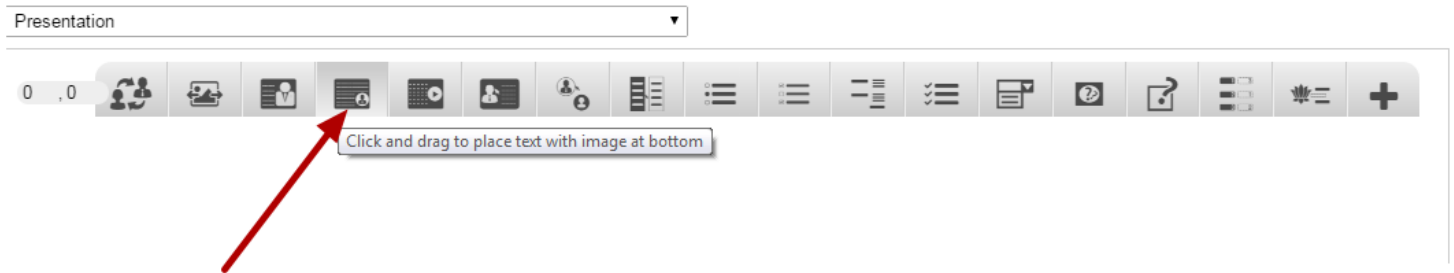 Presentation
0 , 0
Click and drag to place text with image at bottom